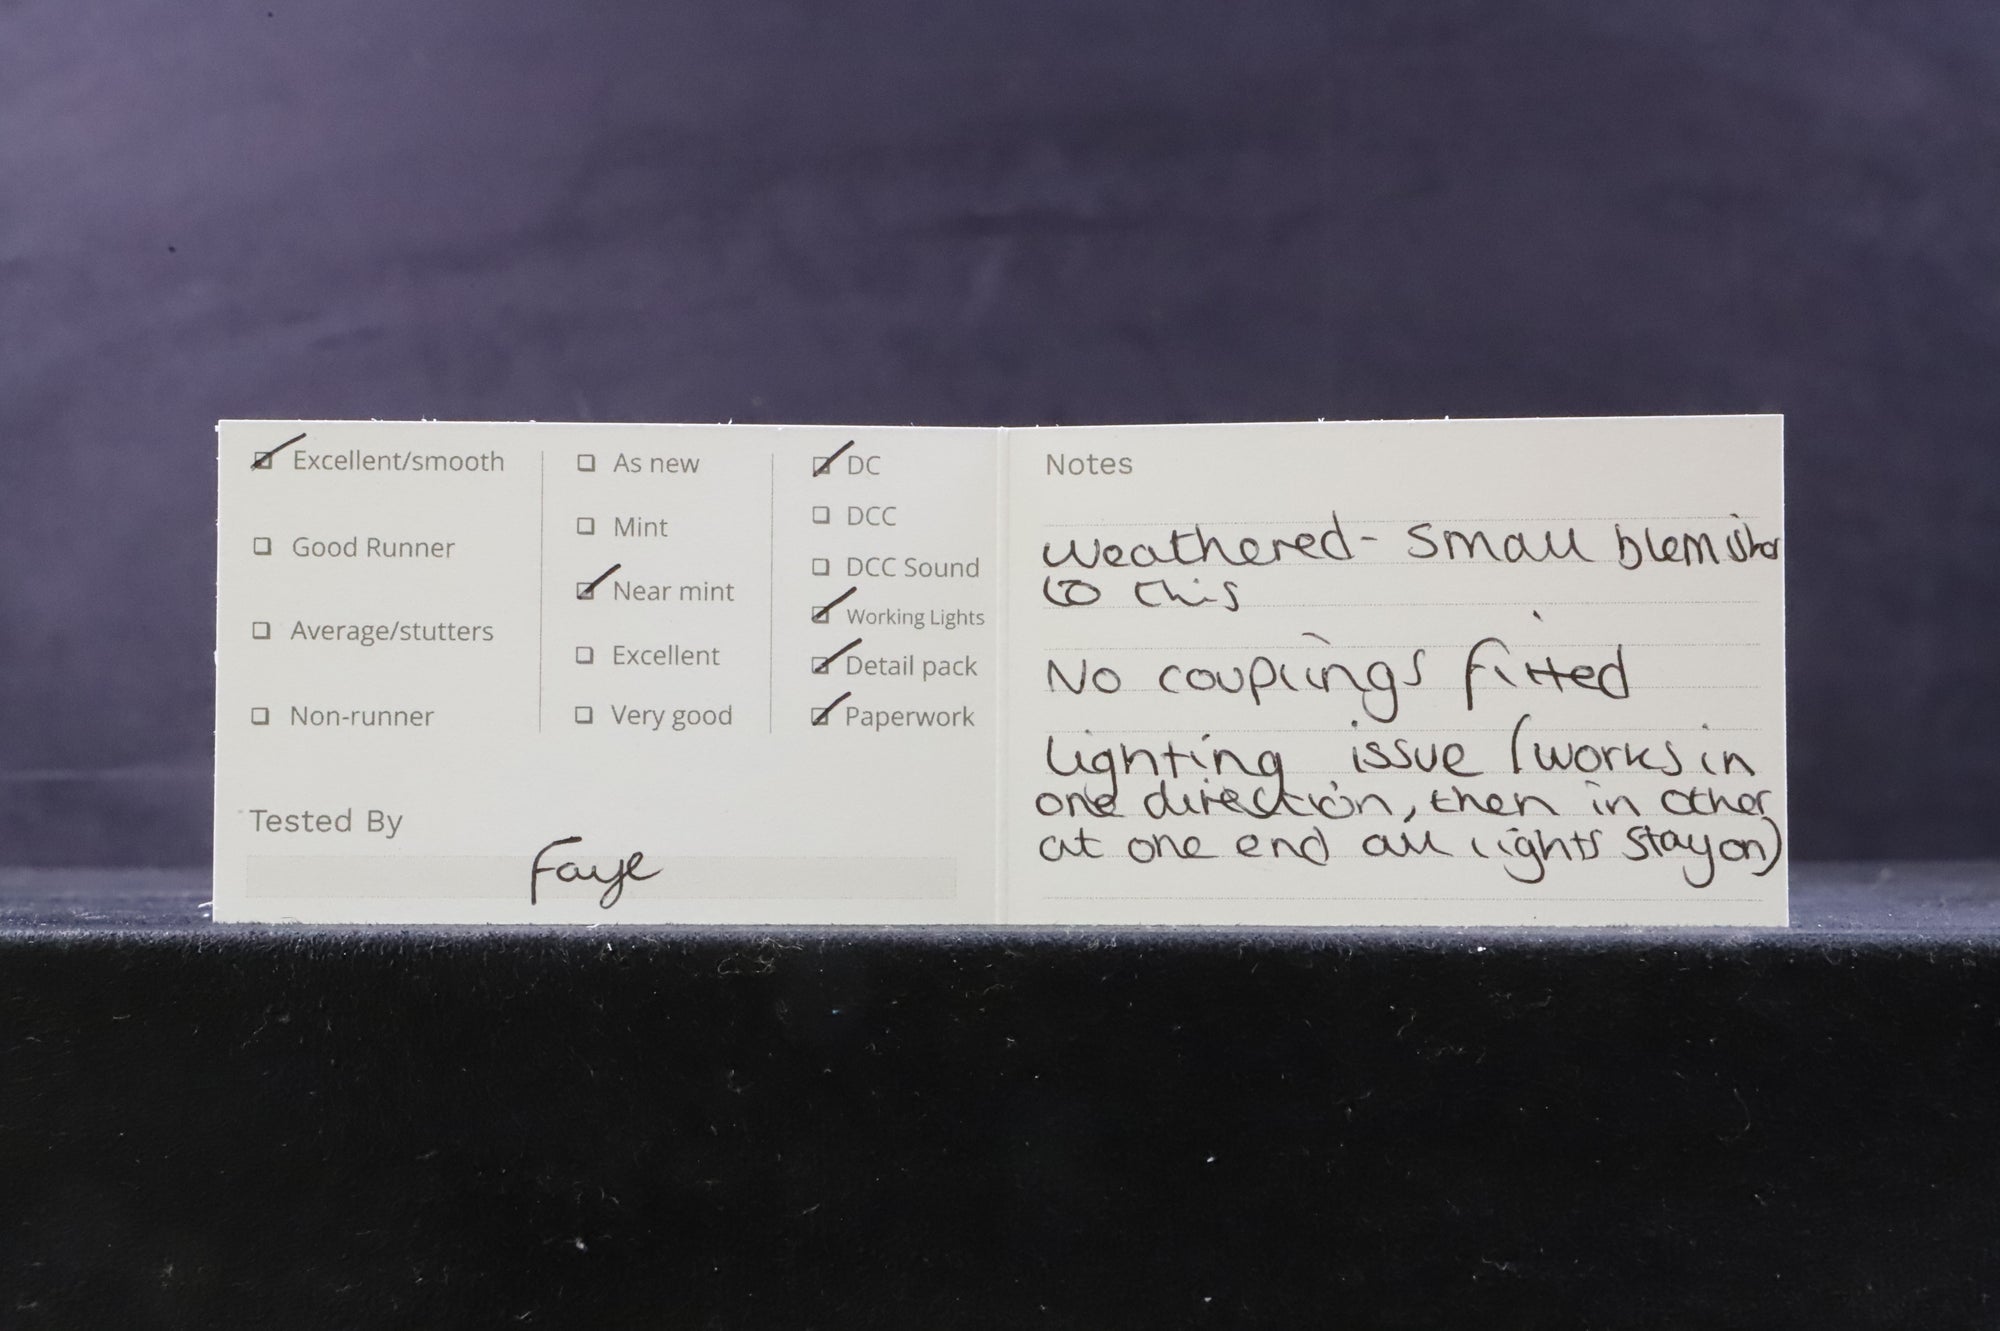 Excellent/smooth
Good Runner
Average/stutters
Non-runner
As new
Mint
Near mint
Excellent
Very good
DC
DCC
DCC Sound
Working Lights
Detail pack
Paperwork
Tested By
Faye
Notes
Weathered - small
to this
No couplings fitted
Lighting issue (works in
one direction, then in other
at one end all lights stay on)